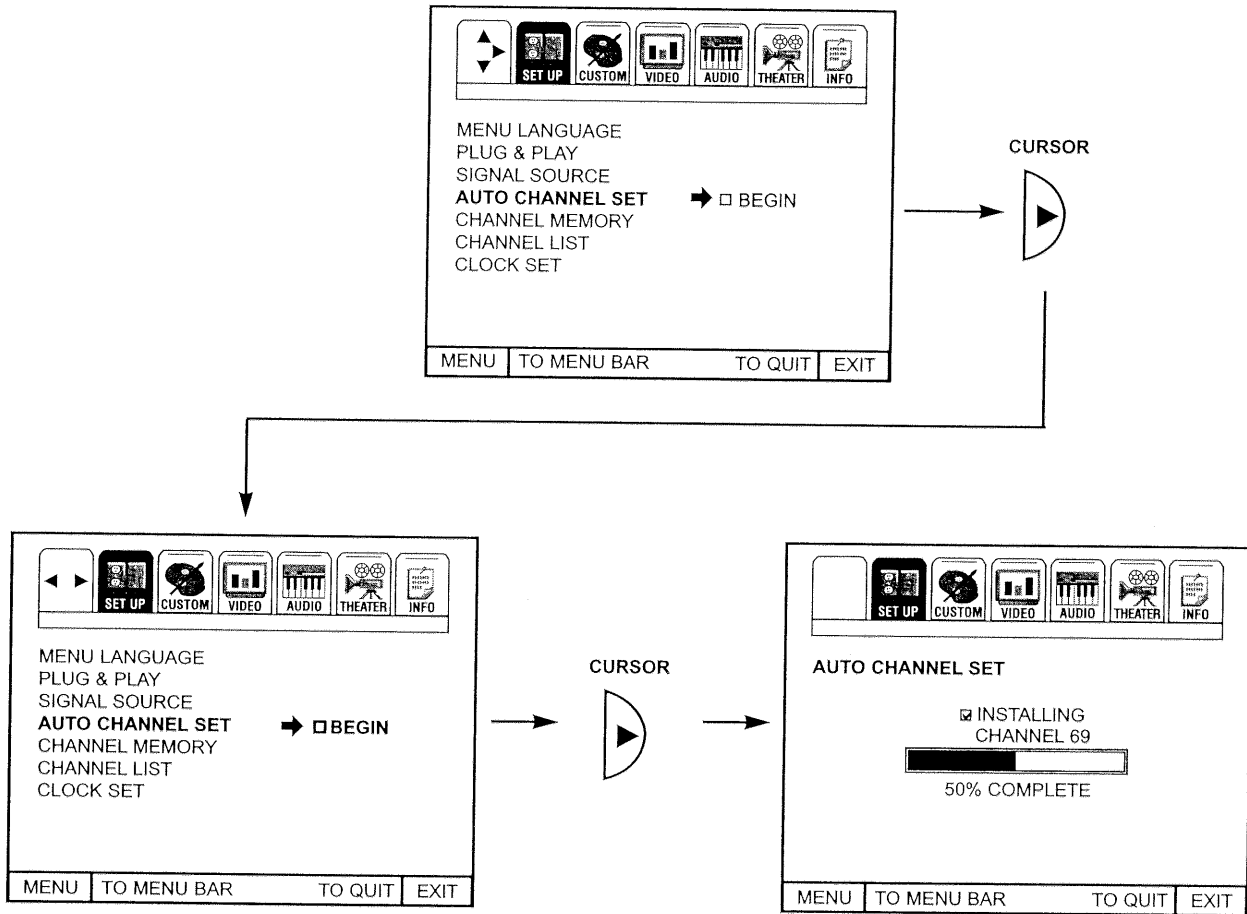 SET UP CUSTOM VIDEO AUDIO THEATER INFO
MENU LANGUAGE
PLUG & PLAY
SIGNAL SOURCE
AUTO CHANNEL SET ➡ □ BEGIN
CHANNEL MEMORY
CHANNEL LIST
CLOCK SET
MENU TO MENU BAR TO QUIT EXIT
CURSOR
SET UP CUSTOM VIDEO AUDIO THEATER INFO
MENU LANGUAGE
PLUG & PLAY
SIGNAL SOURCE
AUTO CHANNEL SET ➡ □ BEGIN
CHANNEL MEMORY
CHANNEL LIST
CLOCK SET
MENU TO MENU BAR TO QUIT EXIT
CURSOR
SET UP CUSTOM VIDEO AUDIO THEATER INFO
AUTO CHANNEL SET
☑ INSTALLING
CHANNEL 69
50% COMPLETE
MENU TO MENU BAR TO QUIT EXIT